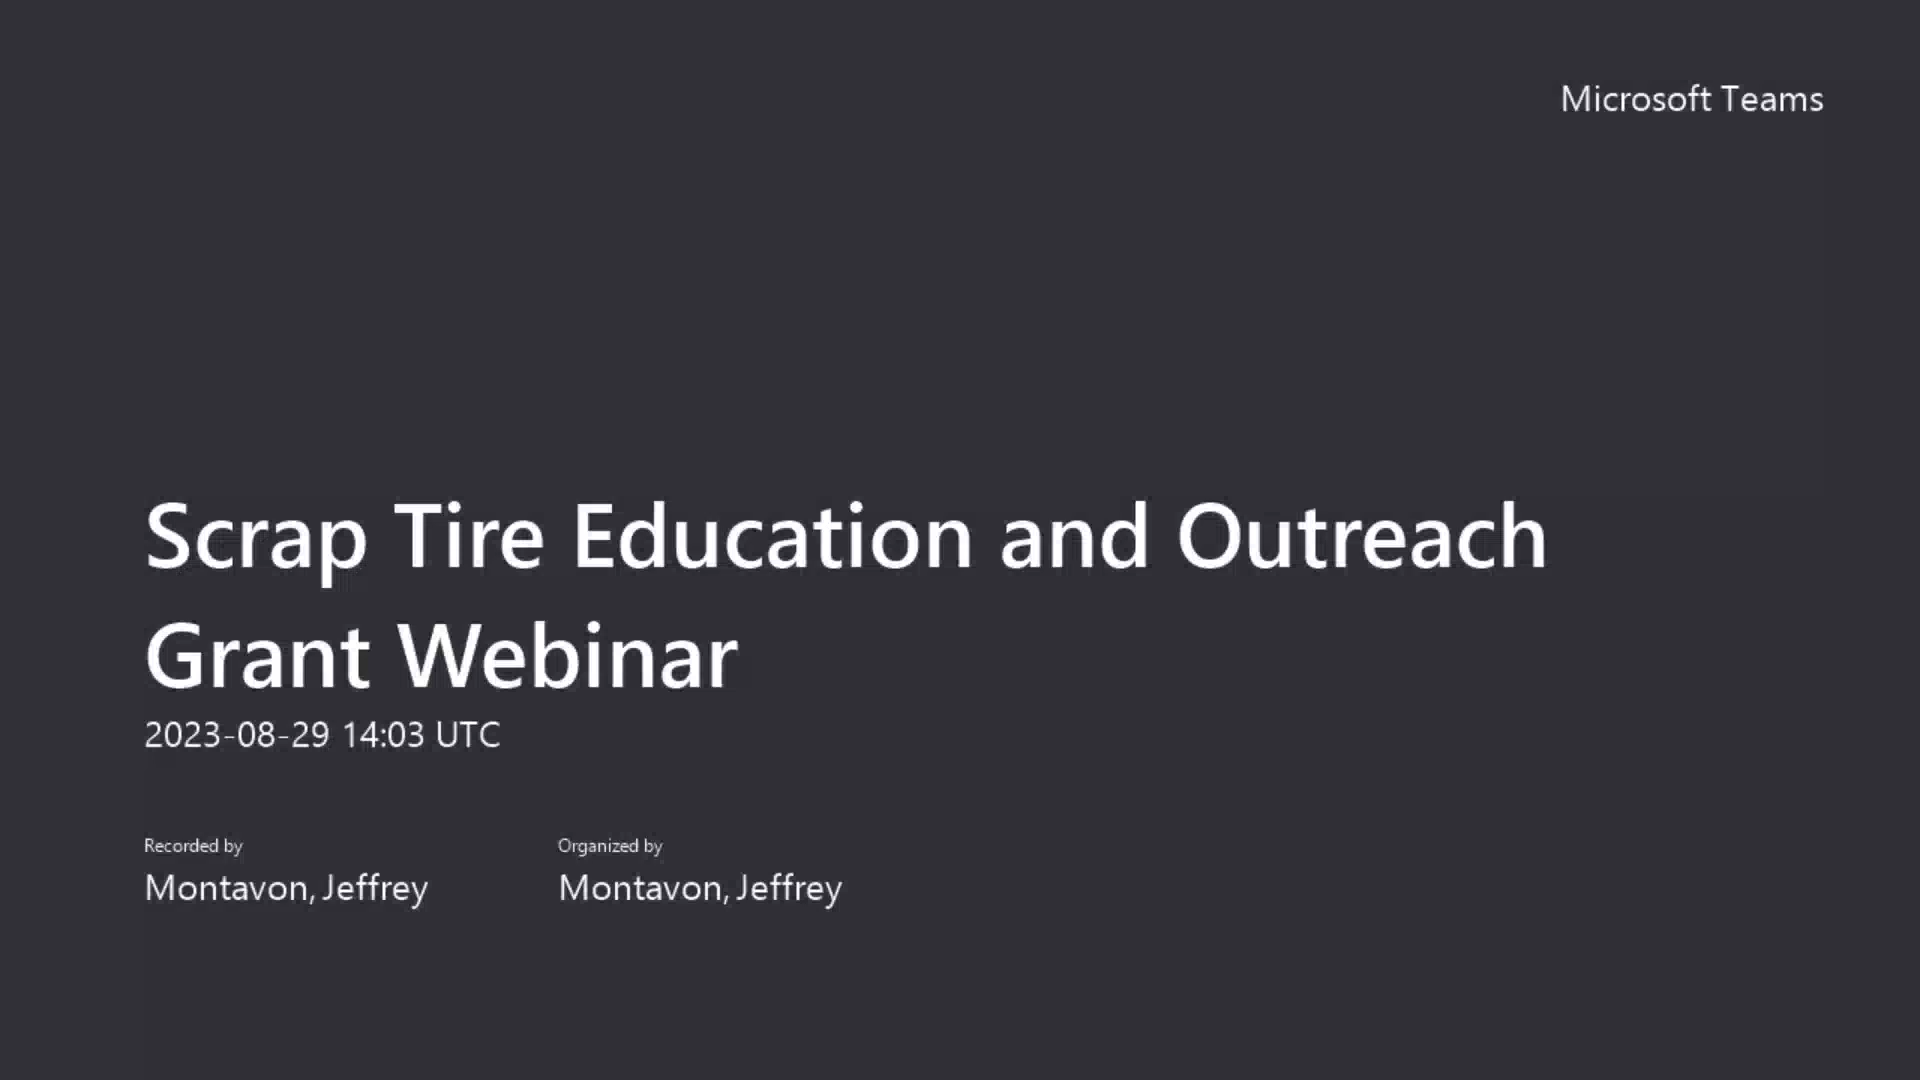 Microsoft Teams
Scrap Tire Education and Outreach
Grant Webinar
2023-08-29 14:03 UTC
Recorded by
Montavon, Jeffrey
Organized by
Montavon, Jeffrey